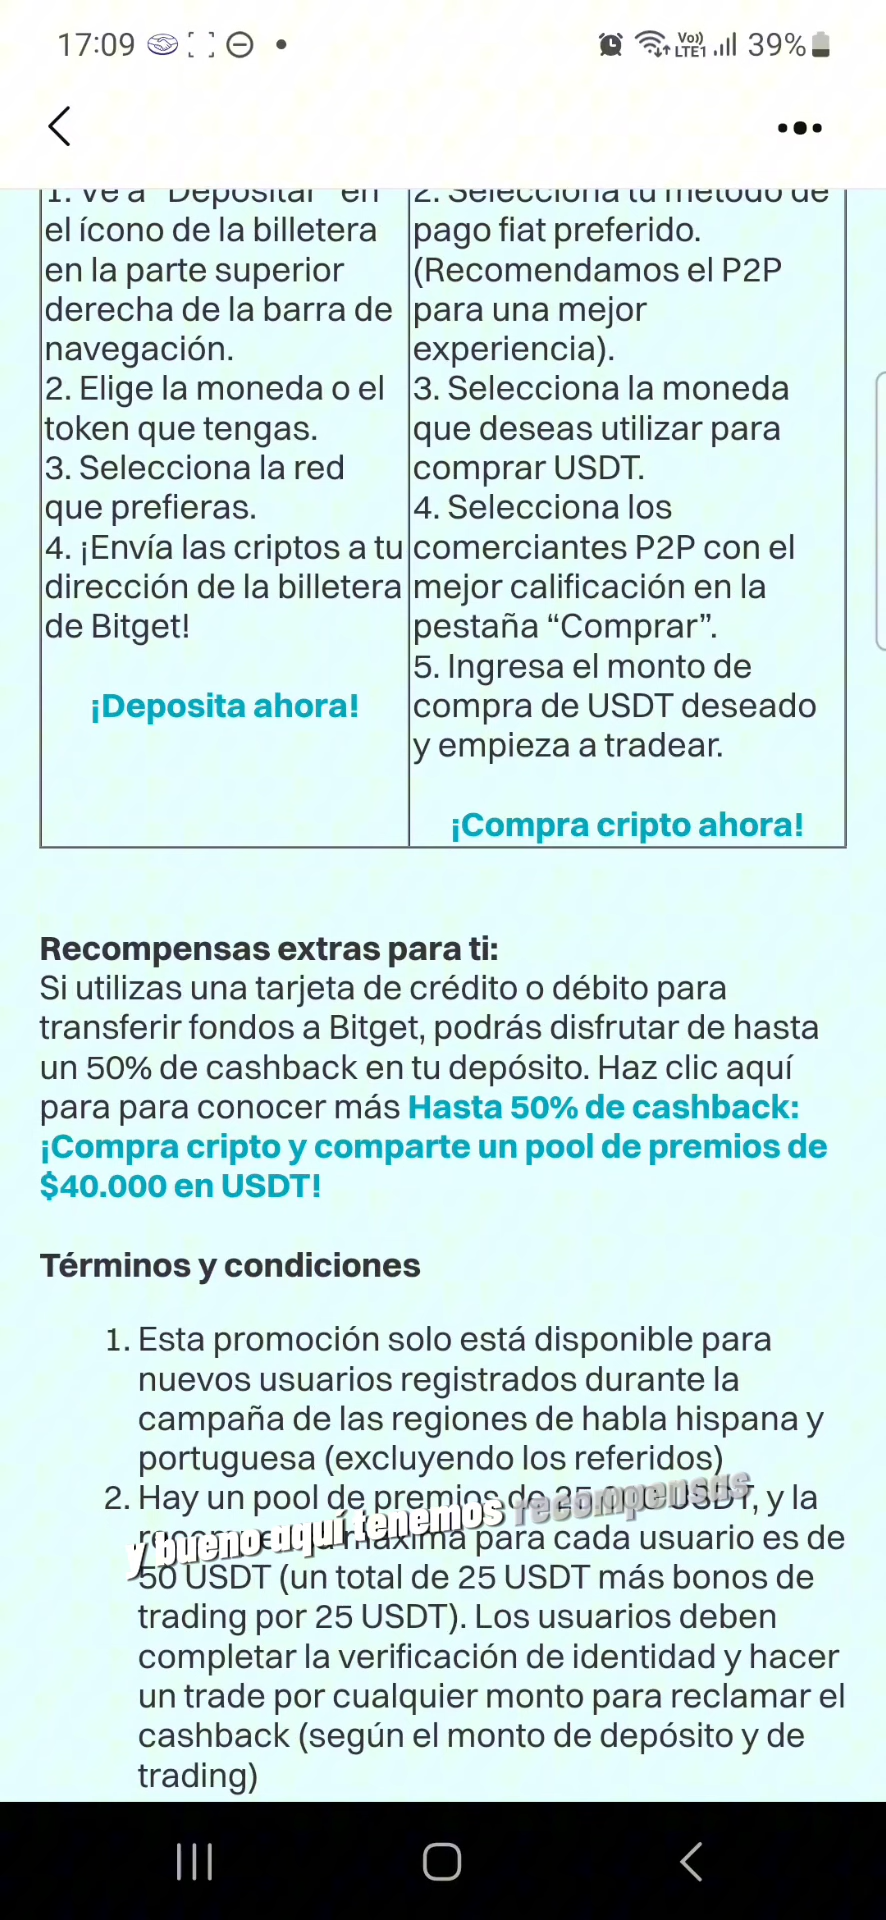 17:09
Vo))
LTE1
39%
1. Ve a "Depositar" en
el ícono de la billetera
en la parte superior
derecha de la barra de
navegación.
2. Elige la moneda o el
token que tengas.
3. Selecciona la red
que prefieras.
4. ¡Envía las criptos a tu
dirección de la billetera
de Bitget!
¡Deposita ahora!
2. Selecciona tu método de
pago fiat preferido.
(Recomendamos el P2P
para una mejor
experiencia).
3. Selecciona la moneda
que deseas utilizar para
comprar USDT.
4. Selecciona los
comerciantes P2P con el
mejor calificación en la
pestaña “Comprar”.
5. Ingresa el monto de
compra de USDT deseado
y empieza a tradear.
¡Compra cripto ahora!
Recompensas extras para ti:
Si utilizas una tarjeta de crédito o débito para
transferir fondos a Bitget, podrás disfrutar de hasta
un 50% de cashback en tu depósito. Haz clic aquí
para para conocer más Hasta 50% de cashback:
¡Compra cripto y comparte un pool de premios de
$40.000 en USDT!
Términos y condiciones
1. Esta promoción solo está disponible para
nuevos usuarios registrados durante la
campaña de las regiones de habla hispana y
portuguesa (excluyendo los referidos)
2. Hay un pool de premios de USDT, y la
máxima para cada usuario es de
50 USDT (un total de 25 USDT más bonos de
trading por 25 USDT). Los usuarios deben
completar la verificación de identidad y hacer
un trade por cualquier monto para reclamar el
cashback (según el monto de depósito y de
trading)
y bueno aquí tenemos recompensas